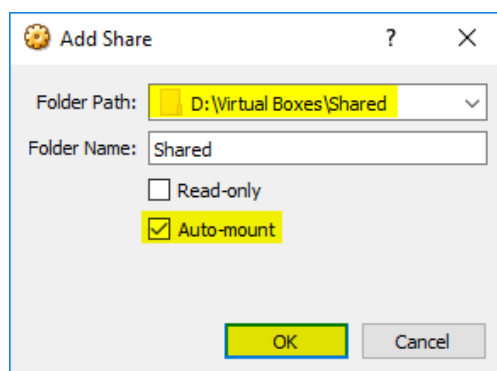 Add Share
Folder Path: D:\Virtual Boxes\Shared
Folder Name: Shared
Read-only
Auto-mount
OK Cancel